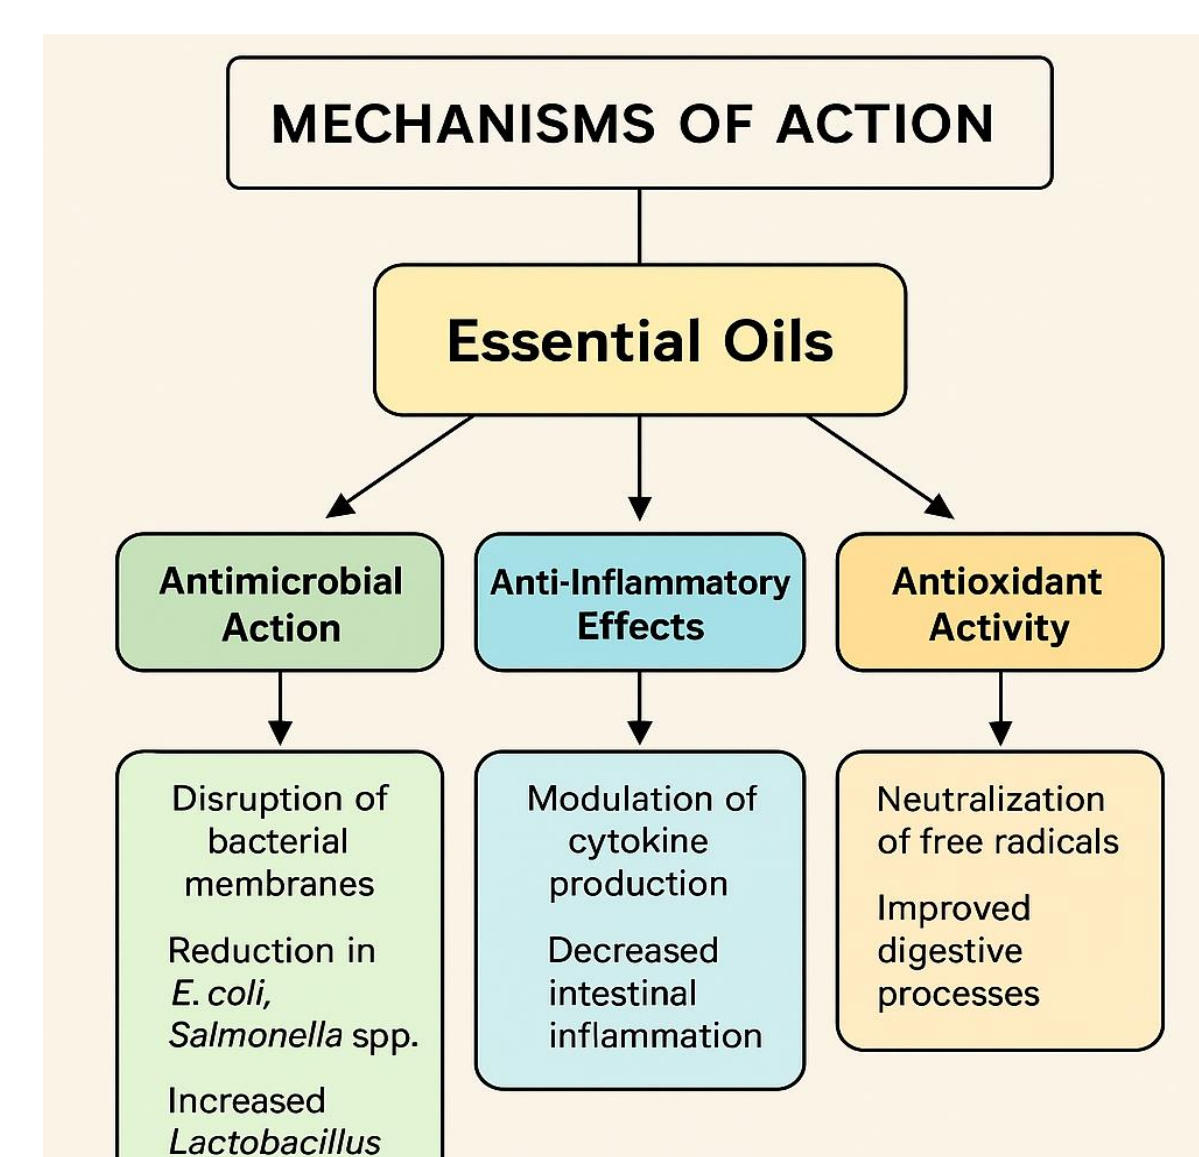 MECHANISMS OF ACTION
Essential Oils
Antimicrobial
Action
Disruption of
bacterial
membranes
Reduction in
E. coli,
Salmonella spp.
Increased
Lactobacillus
Anti-Inflammatory
Effects
Modulation of
cytokine
production
Decreased
intestinal
inflammation
Antioxidant
Activity
Neutralization
of free radicals
Improved
digestive
processes